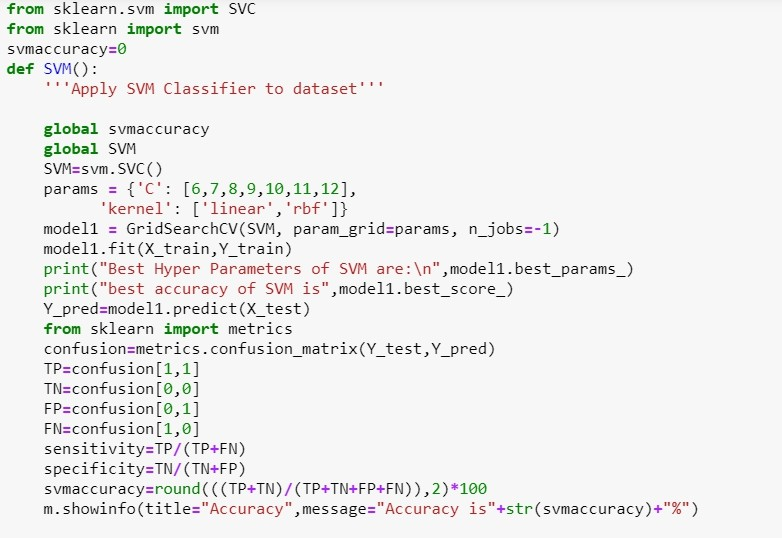 from sklearn.svm import SVC
from sklearn import svm
svmaccuracy=0
def SVM():
    '''Apply SVM Classifier to dataset'''

    global svmaccuracy
    global SVM
    SVM=svm.SVC()
    params = {'C': [6,7,8,9,10,11,12],
          'kernel': ['linear','rbf']}
    model1 = GridSearchCV(SVM, param_grid=params, n_jobs=-1)
    model1.fit(X_train,Y_train)
    print("Best Hyper Parameters of SVM are:\n",model1.best_params_)
    print("best accuracy of SVM is",model1.best_score_)
    Y_pred=model1.predict(X_test)
    from sklearn import metrics
    confusion=metrics.confusion_matrix(Y_test,Y_pred)
    TP=confusion[1,1]
    TN=confusion[0,0]
    FP=confusion[0,1]
    FN=confusion[1,0]
    sensitivity=TP/(TP+FN)
    specificity=TN/(TN+FP)
    svmaccuracy=round(((TP+TN)/(TP+TN+FP+FN)),2)*100
    m.showinfo(title="Accuracy",message="Accuracy is"+str(svmaccuracy)+"%")